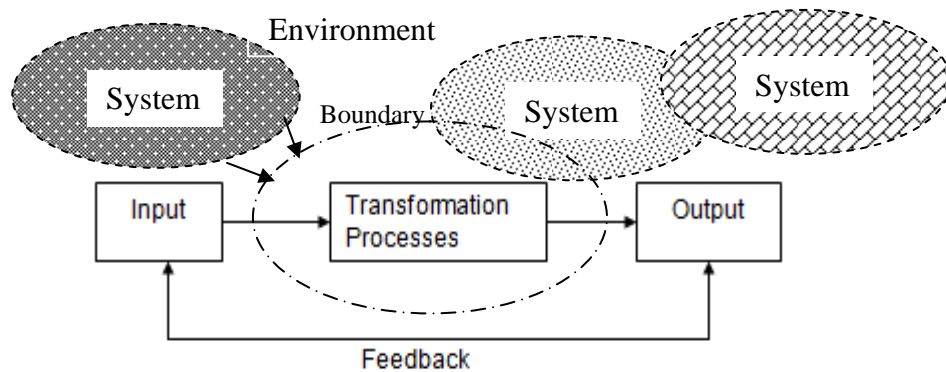 Environment
System
System
System
Boundary
Input
Transformation
Processes
Output
Feedback